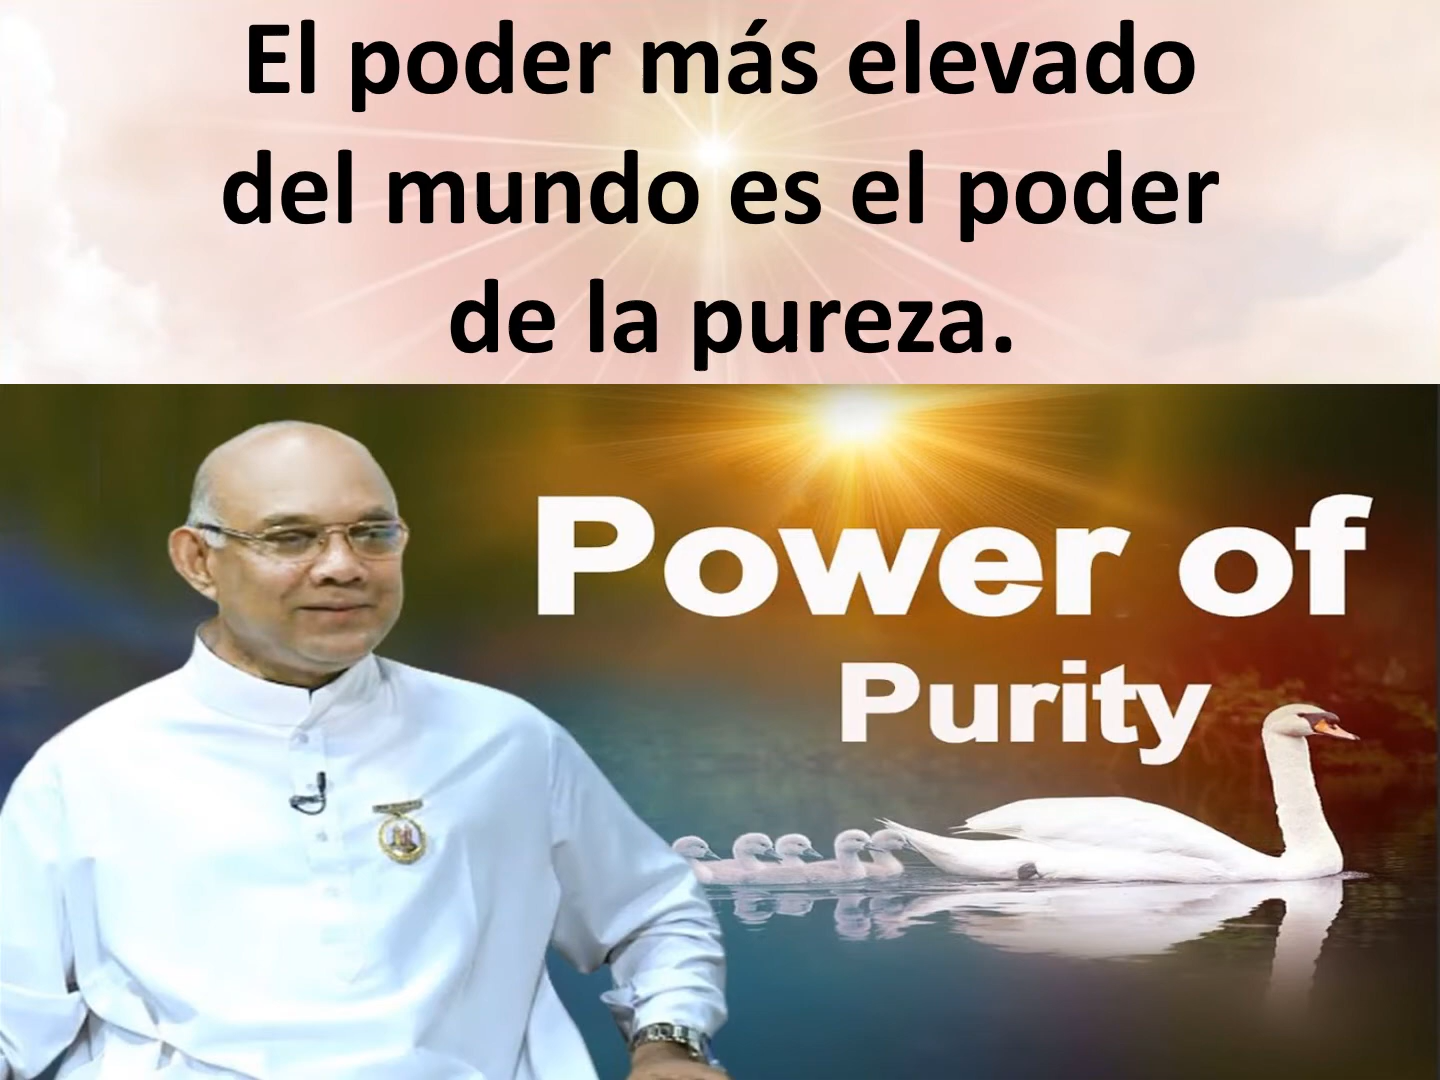 El poder más elevado
del mundo es el poder
de la pureza.
Power of
Purity